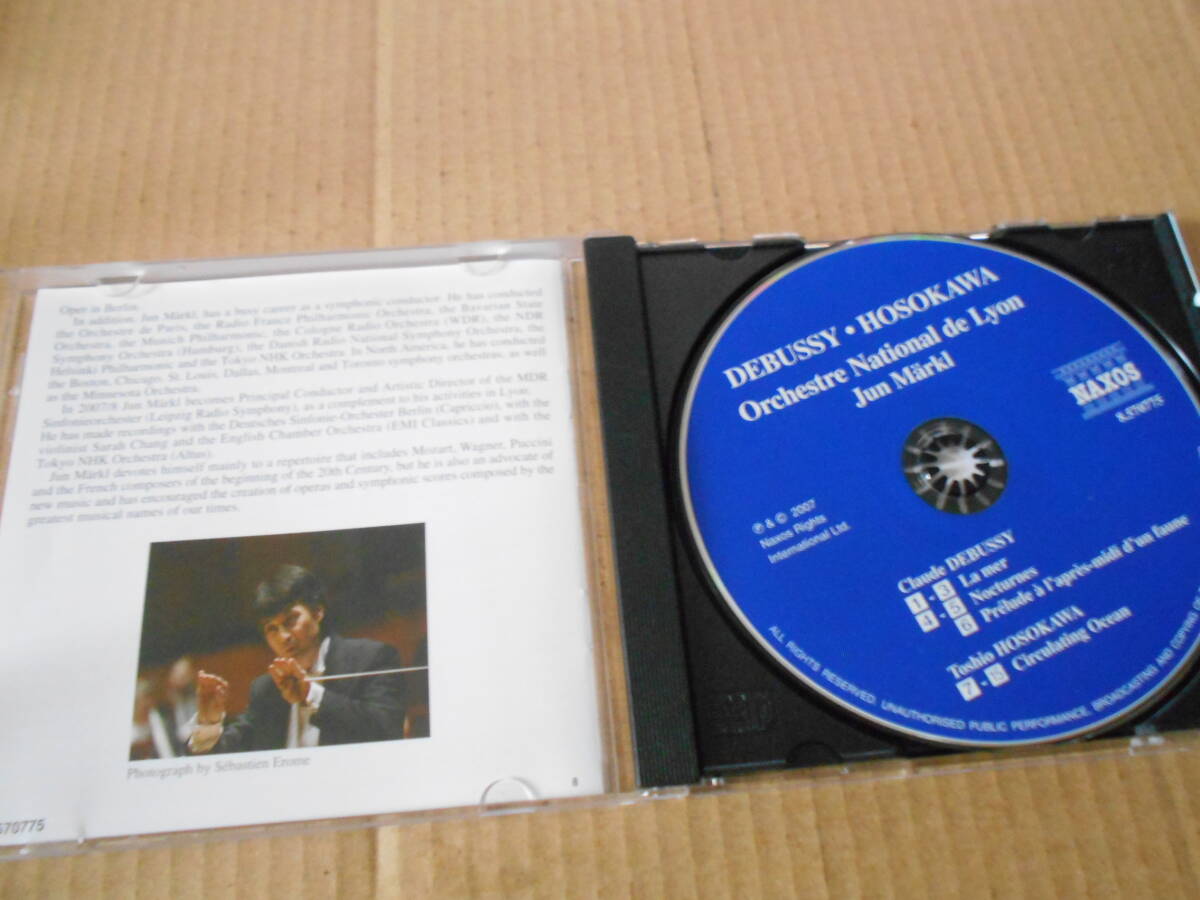 Oper in Berlin.
In addition, Jun Märkl, has a busy career as a symphonic conductor. He has conducted
the Orchestre de Paris, the Radio France Philharmonic Orchestra, the Bavarian State
Orchestra, the Munich Philharmonic, the Cologne Radio Orchestra (WDR), the NDR
Symphony Orchestra (Hamburg), the Danish Radio National Symphony Orchestra, the
Helsinki Philharmonic and the Tokyo NHK Orchestra. In North America, he has conducted
the Boston, Chicago, St. Louis, Dallas, Montreal and Toronto symphony orchestras, as well
as the Minnesota Orchestra.
In 2007/8 Jun Märkl becomes Principal Conductor and Artistic Director of the MDR
Sinfonieorchester (Leipzig Radio Symphony), as a complement to his activities in Lyon.
He has made recordings with the Deutsches Sinfonie-Orchester Berlin (Capriccio), with the
violinist Sarah Chang and the English Chamber Orchestra (EMI Classics) and with the
Tokyo NHK Orchestra (Altus).
Jun Märkl devotes himself mainly to a repertoire that includes Mozart, Wagner, Puccini
and the French composers of the beginning of the 20th Century, but he is also an advocate of
new music and has encouraged the creation of operas and symphonic scores composed by the
greatest musical names of our times.
Photograph by Sébastien Erome
8
570775
DEBUSSY • HOSOKAWA
Orchestre National de Lyon
Jun Märkl
NAXOS
8.570775
℗ & © 2007
Naxos Rights
International Ltd.
Claude DEBUSSY
1 - 3 La mer
4 - 5 Nocturnes
6 Prélude à l'après-midi d'un faune
Toshio HOSOKAWA
7 - Circulating Ocean
ALL RIGHTS RESERVED. UNAUTHORISED PUBLIC PERFORMANCE, BROADCASTING AND COPYING